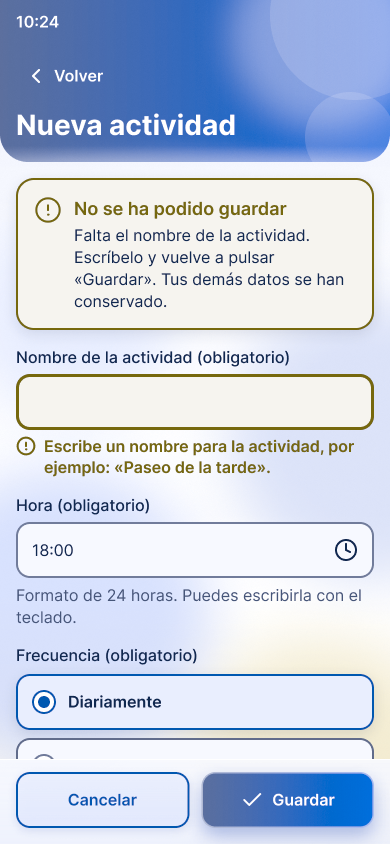 10:24
Volver
Nueva actividad
No se ha podido guardar
Falta el nombre de la actividad.
Escríbelo y vuelve a pulsar
«Guardar». Tus demás datos se han
conservado.
Nombre de la actividad (obligatorio)
Escribe un nombre para la actividad, por
ejemplo: «Paseo de la tarde».
Hora (obligatorio)
18:00
Formato de 24 horas. Puedes escribirla con el
teclado.
Frecuencia (obligatorio)
Diariamente
Cancelar
Guardar